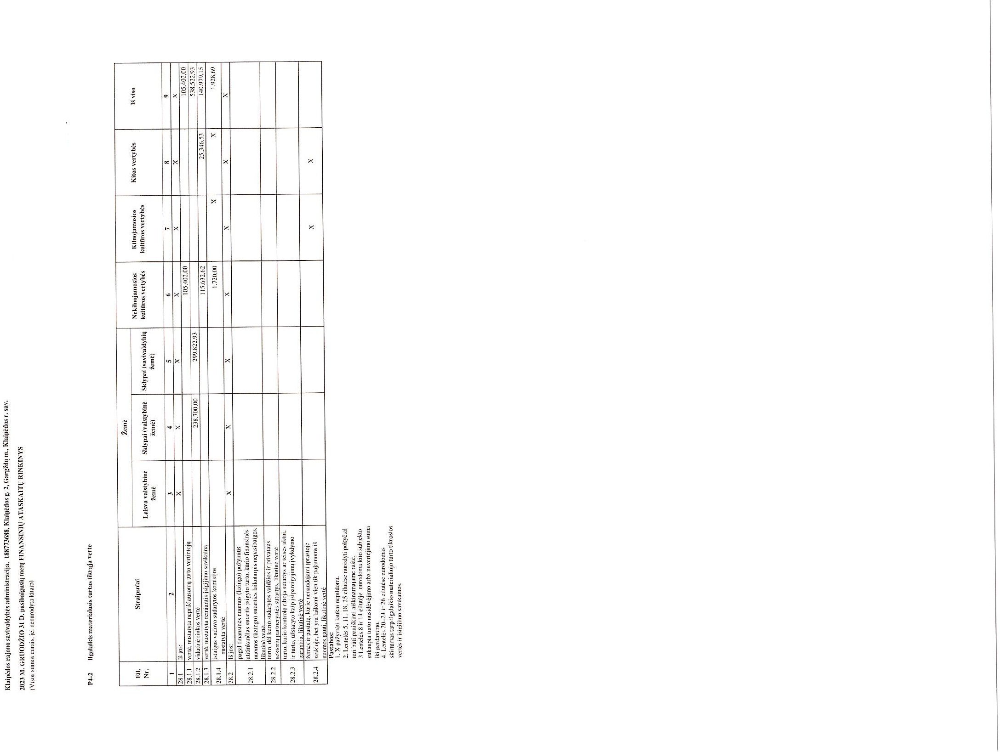 Klaipėdos rajono savivaldybės administracija, 188773688, Klaipėdos g. 2, Gargždų m., Klaipėdos r. sav.
2023 M. GRUODŽIO 31 D. pasibaigusių metų FINANSINIŲ ATASKAITŲ RINKINYS
(Visos sumos eurais, jei nenurodyta kitaip)
P4-2 Ilgalaikis materialusis turtas tikrąja verte
Eil. Nr. Straipsniai Žemė Nekilnojamosios kultūros vertybės Kilnojamosios kultūros vertybės Kitos vertybės Iš viso
Laisva valstybinė žemė Sklypai (valstybinė žemė) Sklypai (savivaldybių žemė)
1 2 3 4 5 6 7 8 9
28.1 Iš jos: X X X X X X X
28.1.1 vertė, nustatyta nepriklausomų turto vertintojų 105.402,00 105.402,00
28.1.2 vidutinė rinkos vertė 238.700,00 299.822,93 538.522,93
28.1.3 vertė, nustatyta remiantis įsigijimo savikaina 115.632,62 25.346,53 140.979,15
28.1.4 įstaigos vadovo sudarytos komisijos
nustatyta vertė 1.720,00 X X 1.928,69
28.2 Iš jos: X X X X X X X
28.2.1 pagal finansinės nuomos (lizingo) požymius
atitinkančias sutartis įsigyto turto, kurio finansinės
nuomos (lizingo) sutarties laikotarpis nepasibaigęs,
likutinė vertė
28.2.2 turto, dėl kurio sudarytos valdžios ir privataus
sektorių partnerystės sutartys, likutinė vertė
28.2.3 turto, kurio kontrolę riboja sutartys ar teisės aktai,
ir turto, užstatyto kaip įsipareigojimų įvykdymo
garantija, likutinė vertė
28.2.4 žemės ir pastatų, kurie nenaudojami įprastoje
veikloje, bet yra laikomi vien tik pajamoms iš
nuomos gauti, likutinė vertė X X
Pastabos:
1. X pažymėti laukai nepildomi.
2. Lentelės 5, 11, 18, 25 eilutėse nurodyti pokyčiai
turi būti paaiškinti aiškinamajame rašte.
3 Lentelės 8 ir 14 eilutėje nurodoma kito subjekto
sukaupta turto nusidėvėjimo arba nuvertėjimo suma
iki perdavimo.
4. Lentelės 20–24 ir 26 eilutėse nurodomas
skirtumas tarp ilgalaikio materialiojo turto tikrosios
vertės ir įsigijimo savikainos.